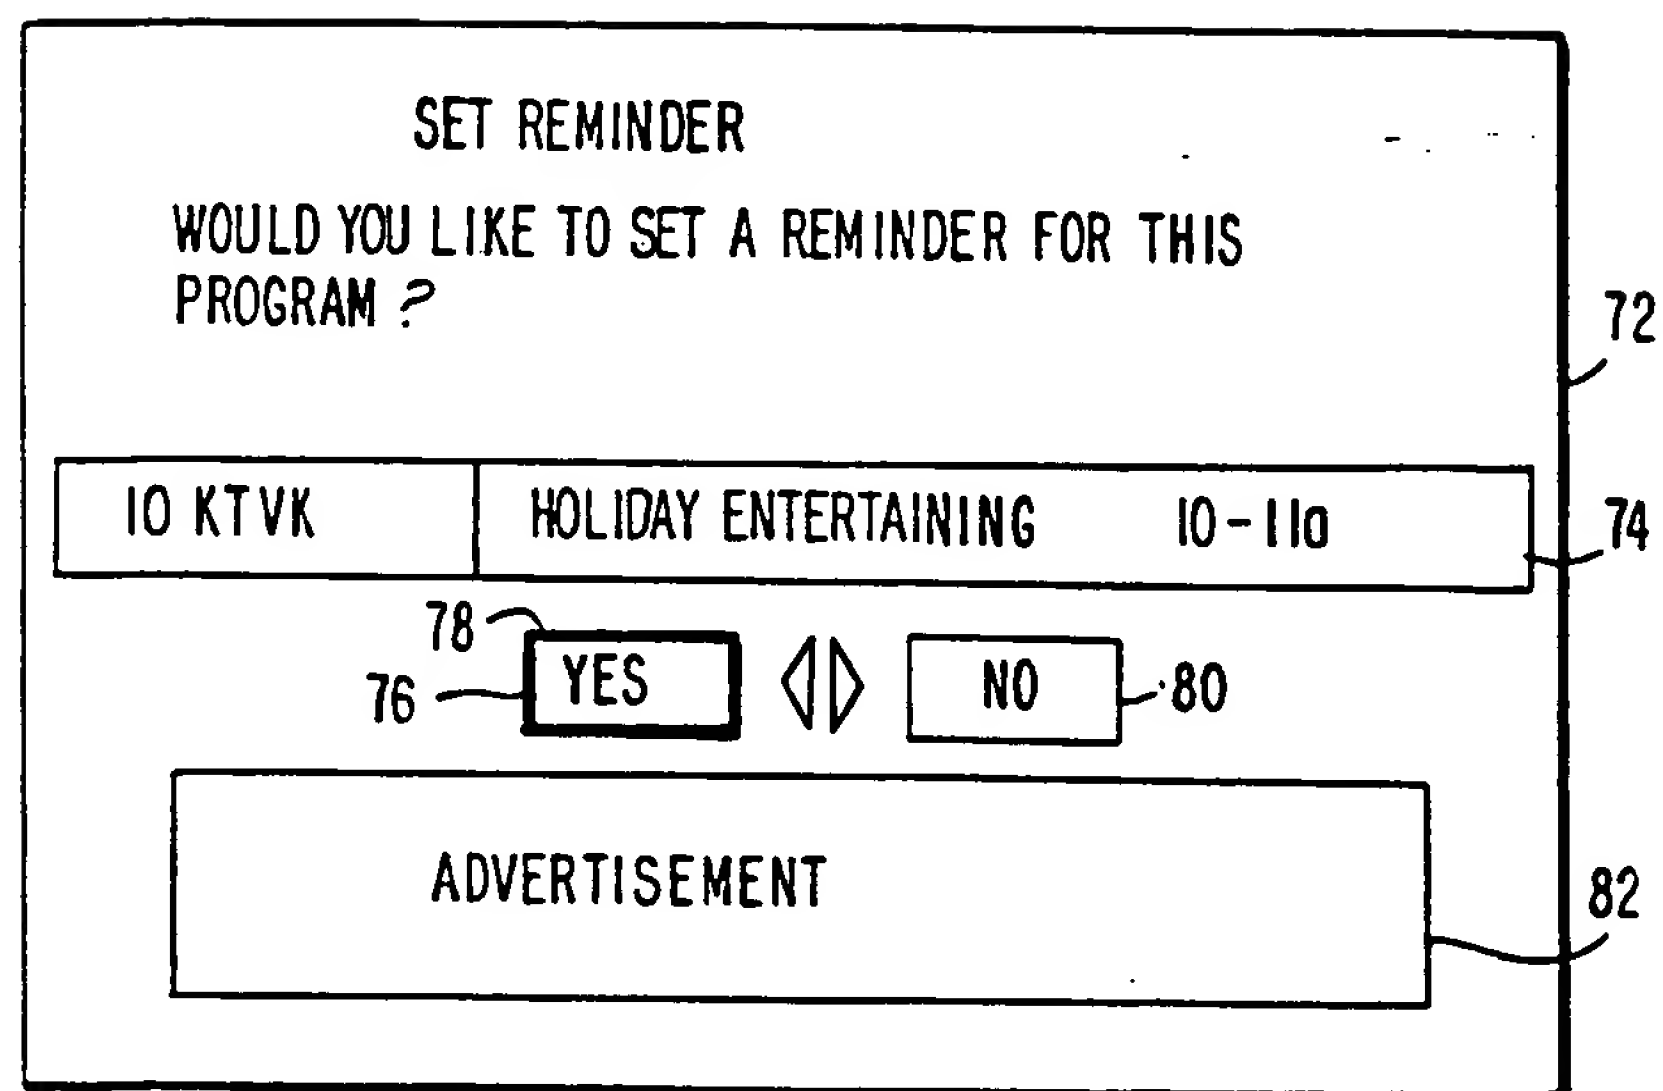 SET REMINDER
WOULD YOU LIKE TO SET A REMINDER FOR THIS
PROGRAM ?
72
10 KTVK HOLIDAY ENTERTAINING 10-11a
74
78
76 YES NO 80
ADVERTISEMENT
82